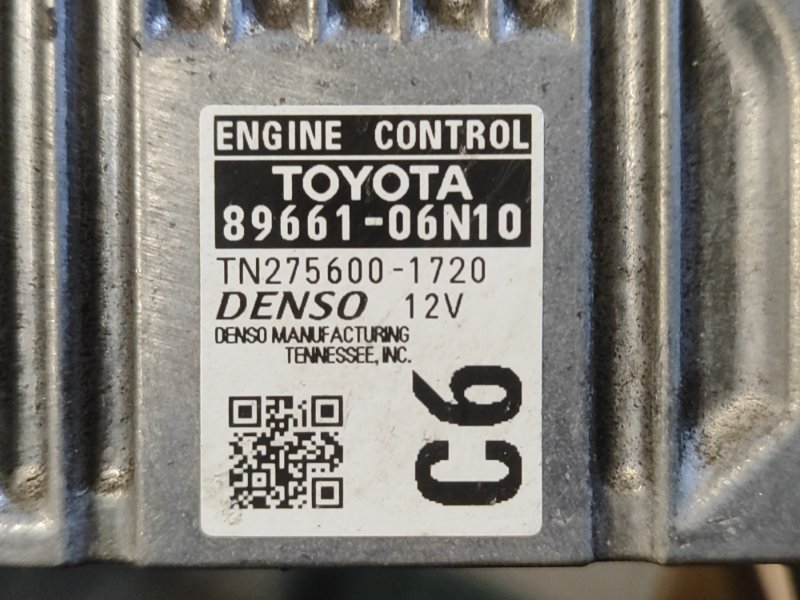 ENGINE CONTROL
TOYOTA
89661-06N10
TN275600-1720
DENSO 12V
DENSO MANUFACTURING
TENNESSEE, INC.
C6